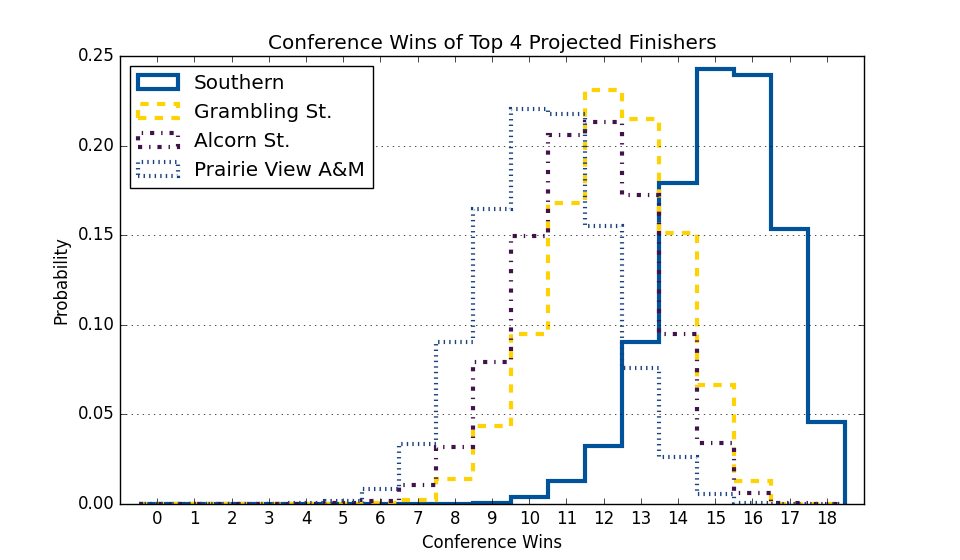 Conference Wins of Top 4 Projected Finishers
Southern
Grambling St.
Alcorn St.
Prairie View A&M
0.25
0.20
0.15
0.10
0.05
0.00
Probability
0 1 2 3 4 5 6 7 8 9 10 11 12 13 14 15 16 17 18
Conference Wins